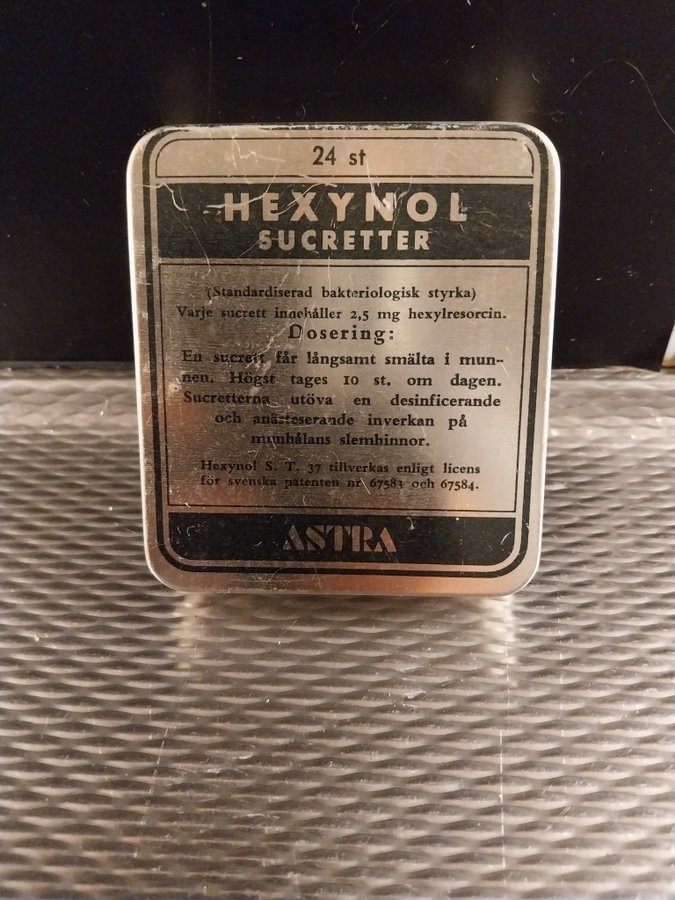 24 st
HEXYNOL
SUCRETTER
(Standardiserad bakteriologisk styrka)
Varje sucrett innehåller 2,5 mg hexylresorcin.
Dosering:
En sucrett får långsamt smälta i mun-
nen. Högst tages 10 st. om dagen.
Sucretterna utöva en desinficerande
och anästeserande inverkan på
munhålans slemhinnor.
Hexynol S. T. 37 tillverkas enligt licens
för svenska patenten nr 67583 och 67584.
ASTRA